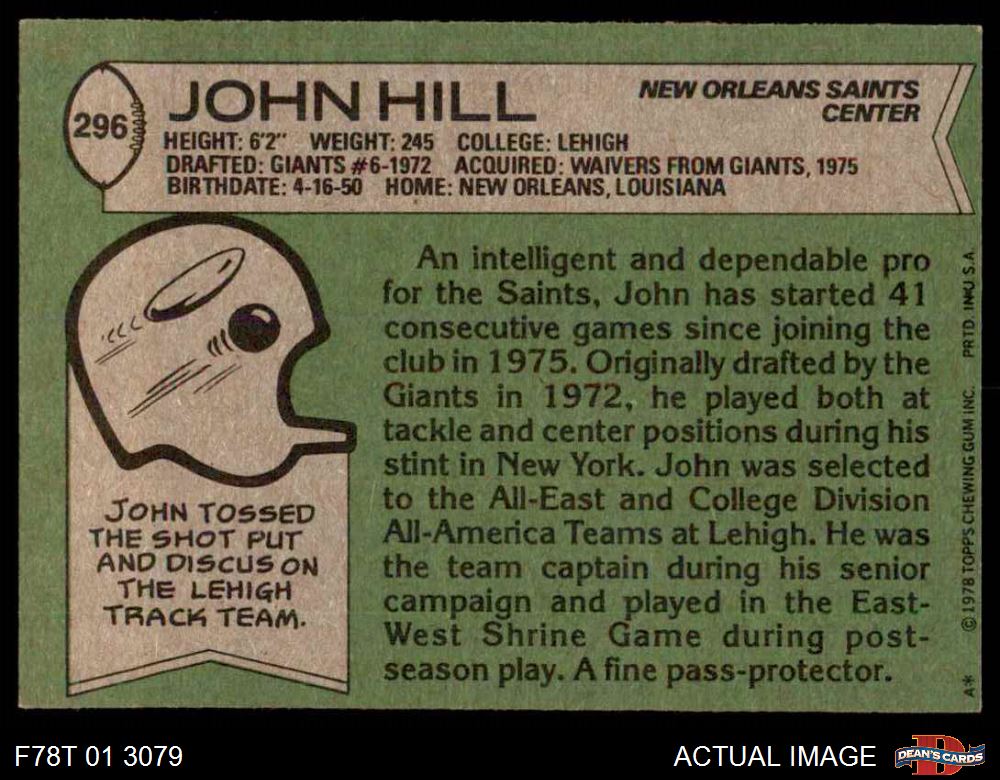 296
JOHN HILL
NEW ORLEANS SAINTS
CENTER
HEIGHT: 6'2" WEIGHT: 245 COLLEGE: LEHIGH
DRAFTED: GIANTS #6-1972 ACQUIRED: WAIVERS FROM GIANTS, 1975
BIRTHDATE: 4-16-50 HOME: NEW ORLEANS, LOUISIANA
An intelligent and dependable pro
for the Saints, John has started 41
consecutive games since joining the
club in 1975. Originally drafted by the
Giants in 1972, he played both at
tackle and center positions during his
stint in New York. John was selected
to the All-East and College Division
All-America Teams at Lehigh. He was
the team captain during his senior
campaign and played in the East-
West Shrine Game during post-
season play. A fine pass-protector.
JOHN TOSSED
THE SHOT PUT
AND DISCUS ON
THE LEHIGH
TRACK TEAM.
A* © 1978 TOPPS CHEWING GUM INC. PRTD. IN U.S.A
F78T 01 3079
ACTUAL IMAGE
D
DEAN'S CARDS